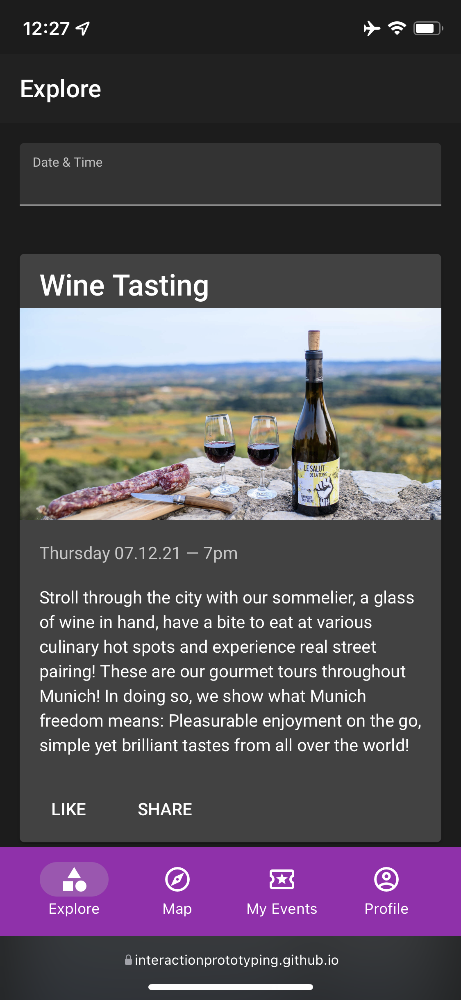 12:27
Explore
Date & Time
Wine Tasting
LE SALUT
DE LA TERRE
TERRASSES
Thursday 07.12.21 — 7pm
Stroll through the city with our sommelier, a glass
of wine in hand, have a bite to eat at various
culinary hot spots and experience real street
pairing! These are our gourmet tours throughout
Munich! In doing so, we show what Munich
freedom means: Pleasurable enjoyment on the go,
simple yet brilliant tastes from all over the world!
LIKE SHARE
Explore Map My Events Profile
interactionprototyping.github.io